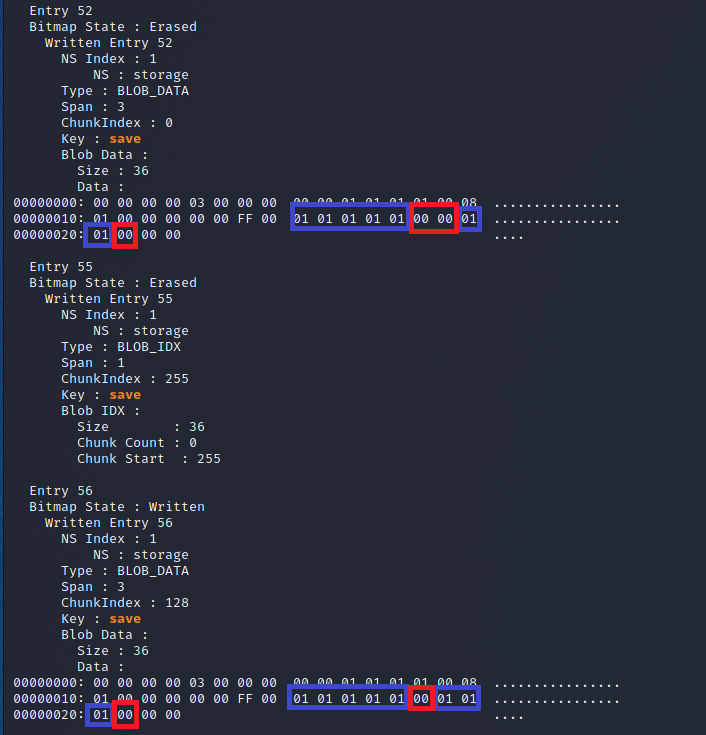 Entry 52
Bitmap State : Erased
Written Entry 52
NS Index : 1
NS : storage
Type : BLOB_DATA
Span : 3
ChunkIndex : 0
Key : save
Blob Data :
Size : 36
Data :
00000000: 00 00 00 00 03 00 00 00  00 00 01 01 01 01 00 08  ................
00000010: 01 00 00 00 00 00 FF 00  01 01 01 01 01 00 00 01  ................
00000020: 01 00 00 00  ....
Entry 55
Bitmap State : Erased
Written Entry 55
NS Index : 1
NS : storage
Type : BLOB_IDX
Span : 1
ChunkIndex : 255
Key : save
Blob IDX :
Size        : 36
Chunk Count : 0
Chunk Start  : 255
Entry 56
Bitmap State : Written
Written Entry 56
NS Index : 1
NS : storage
Type : BLOB_DATA
Span : 3
ChunkIndex : 128
Key : save
Blob Data :
Size : 36
Data :
00000000: 00 00 00 00 03 00 00 00  00 00 01 01 01 01 00 08  ................
00000010: 01 00 00 00 00 00 FF 00  01 01 01 01 01 00 01 01  ................
00000020: 01 00 00 00  ....